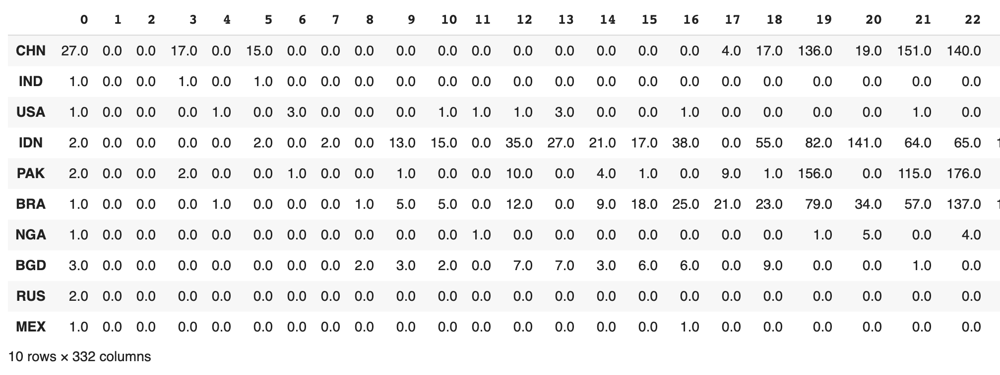 0 1 2 3 4 5 6 7 8 9 10 11 12 13 14 15 16 17 18 19 20 21 22
CHN 27.0 0.0 0.0 17.0 0.0 15.0 0.0 0.0 0.0 0.0 0.0 0.0 0.0 0.0 0.0 0.0 0.0 4.0 17.0 136.0 19.0 151.0 140.0
IND 1.0 0.0 0.0 1.0 0.0 1.0 0.0 0.0 0.0 0.0 0.0 0.0 0.0 0.0 0.0 0.0 0.0 0.0 0.0 0.0 0.0 0.0 0.0
USA 1.0 0.0 0.0 0.0 1.0 0.0 3.0 0.0 0.0 0.0 1.0 1.0 1.0 3.0 0.0 0.0 1.0 0.0 0.0 0.0 0.0 1.0 0.0
IDN 2.0 0.0 0.0 0.0 0.0 2.0 0.0 2.0 0.0 13.0 15.0 0.0 35.0 27.0 21.0 17.0 38.0 0.0 55.0 82.0 141.0 64.0 65.0
PAK 2.0 0.0 0.0 2.0 0.0 0.0 1.0 0.0 0.0 1.0 0.0 0.0 10.0 0.0 4.0 1.0 0.0 9.0 1.0 156.0 0.0 115.0 176.0
BRA 1.0 0.0 0.0 0.0 1.0 0.0 0.0 0.0 1.0 5.0 5.0 0.0 12.0 0.0 9.0 18.0 25.0 21.0 23.0 79.0 34.0 57.0 137.0
NGA 1.0 0.0 0.0 0.0 0.0 0.0 0.0 0.0 0.0 0.0 0.0 1.0 0.0 0.0 0.0 0.0 0.0 0.0 0.0 1.0 5.0 0.0 4.0
BGD 3.0 0.0 0.0 0.0 0.0 0.0 0.0 0.0 2.0 3.0 2.0 0.0 7.0 7.0 3.0 6.0 6.0 0.0 9.0 0.0 0.0 1.0 0.0
RUS 2.0 0.0 0.0 0.0 0.0 0.0 0.0 0.0 0.0 0.0 0.0 0.0 0.0 0.0 0.0 0.0 0.0 0.0 0.0 0.0 0.0 0.0 0.0
MEX 1.0 0.0 0.0 0.0 0.0 0.0 0.0 0.0 0.0 0.0 0.0 0.0 0.0 0.0 0.0 0.0 1.0 0.0 0.0 0.0 0.0 0.0 0.0
10 rows × 332 columns